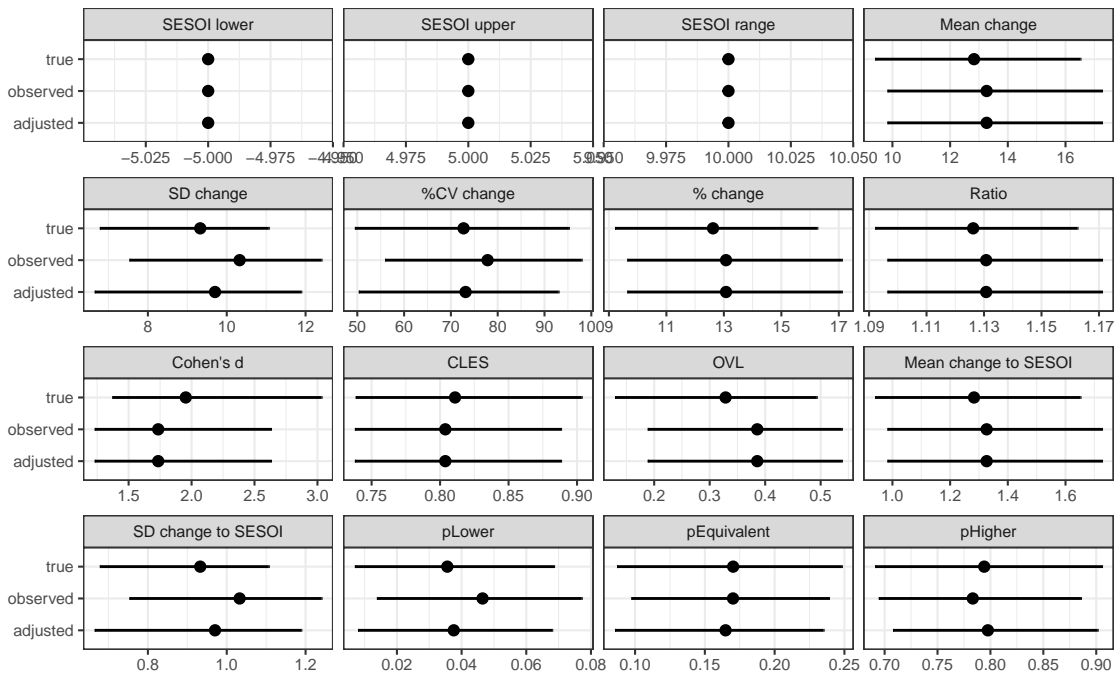 SESOI lower SESOI upper SESOI range Mean change
true
observed
adjusted
−5.025 −5.000 −4.975 −4.950 4.975 5.000 5.025 5.050 9.950 9.975 10.000 10.025 10.050 10 12 14 16
SD change %CV change % change Ratio
true
observed
adjusted
8 10 12 50 60 70 80 90 100 9 11 13 15 17 1.09 1.11 1.13 1.15 1.17
Cohen's d CLES OVL Mean change to SESOI
true
observed
adjusted
1.5 2.0 2.5 3.0 0.75 0.80 0.85 0.90 0.2 0.3 0.4 0.5 1.0 1.2 1.4 1.6
SD change to SESOI pLower pEquivalent pHigher
true
observed
adjusted
0.8 1.0 1.2 0.02 0.04 0.06 0.08 0.10 0.15 0.20 0.25 0.70 0.75 0.80 0.85 0.90